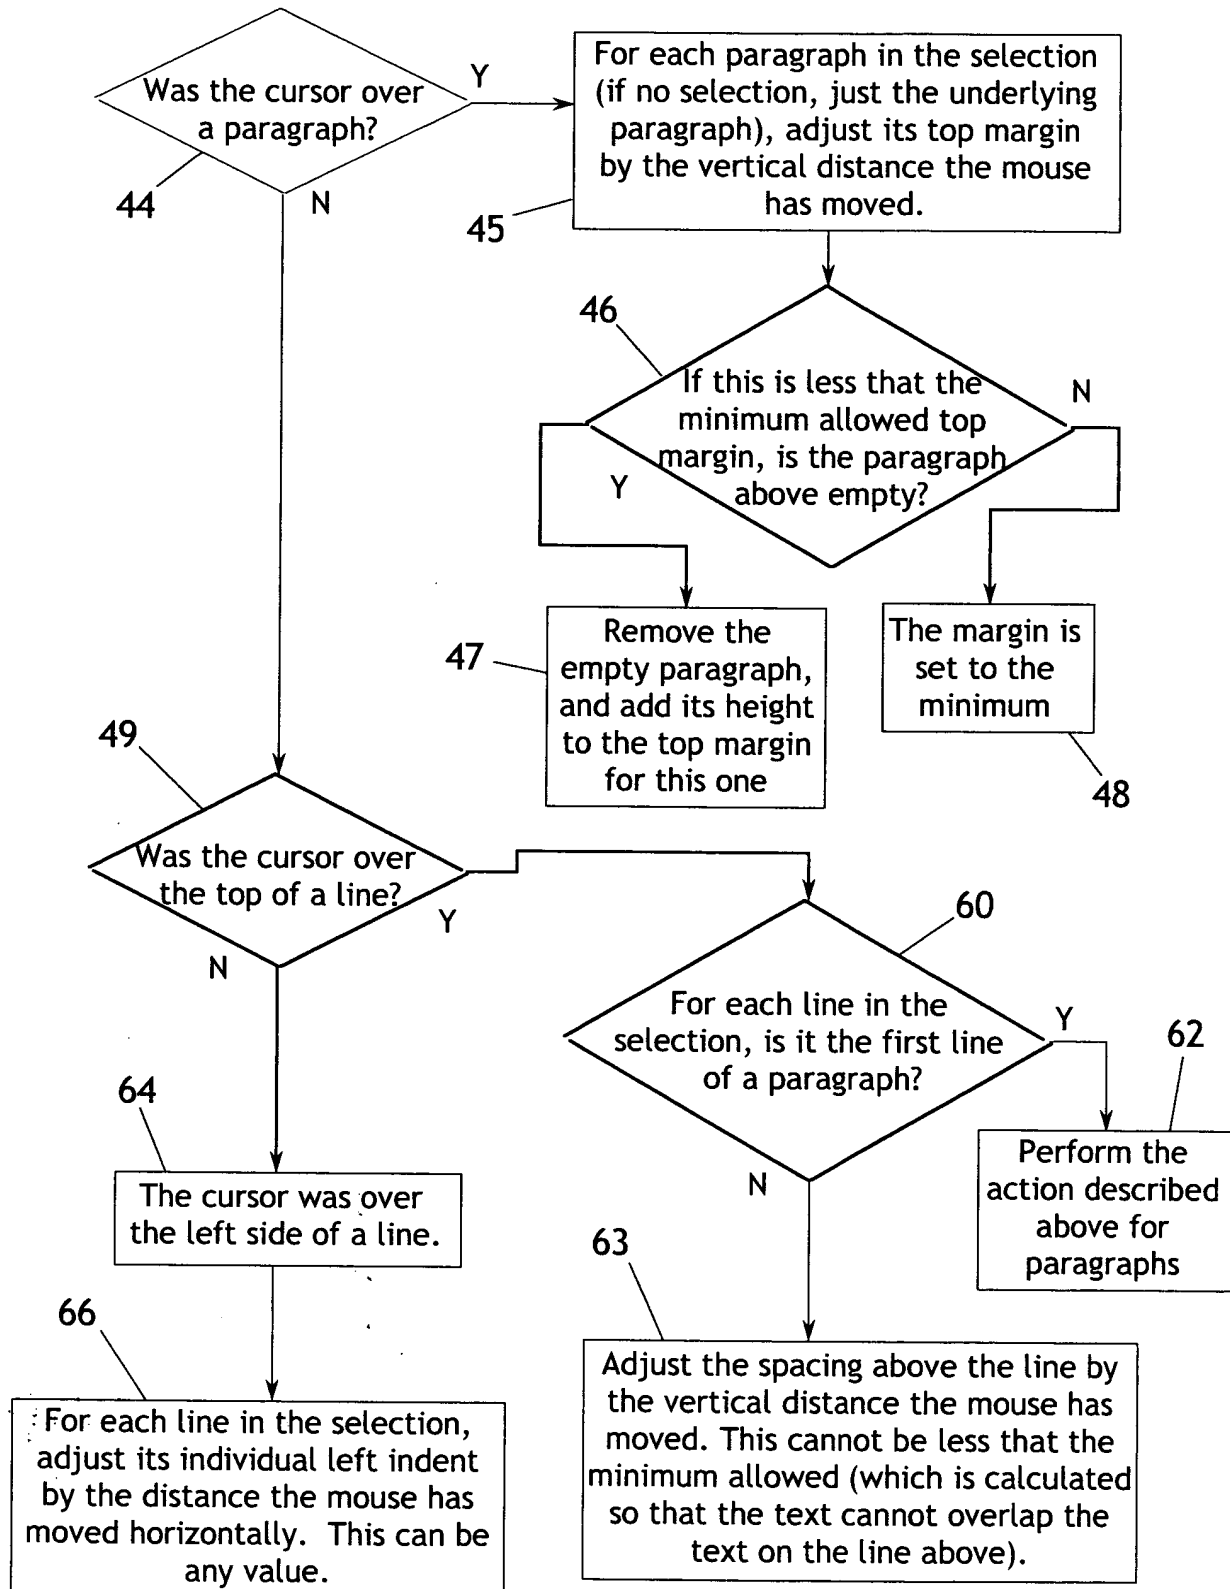 Was the cursor over
a paragraph?
Y
N
44
For each paragraph in the selection
(if no selection, just the underlying
paragraph), adjust its top margin
by the vertical distance the mouse
has moved.
45
46
If this is less that the
minimum allowed top
margin, is the paragraph
above empty?
N
Y
47
Remove the
empty paragraph,
and add its height
to the top margin
for this one
The margin is
set to the
minimum
48
49
Was the cursor over
the top of a line?
Y
N
60
For each line in the
selection, is it the first line
of a paragraph?
Y
N
62
Perform the
action described
above for
paragraphs
64
The cursor was over
the left side of a line.
63
Adjust the spacing above the line by
the vertical distance the mouse has
moved. This cannot be less that the
minimum allowed (which is calculated
so that the text cannot overlap the
text on the line above).
66
For each line in the selection,
adjust its individual left indent
by the distance the mouse has
moved horizontally. This can be
any value.